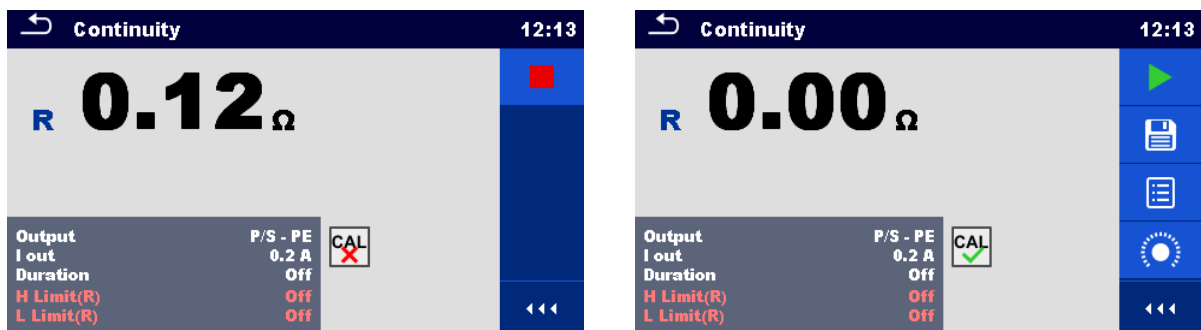 Continuity 12:13
R 0.12 Ω
Output P/S - PE
I out 0.2 A
Duration Off
H Limit(R) Off
L Limit(R) Off
CAL
Continuity 12:13
R 0.00 Ω
Output P/S - PE
I out 0.2 A
Duration Off
H Limit(R) Off
L Limit(R) Off
CAL